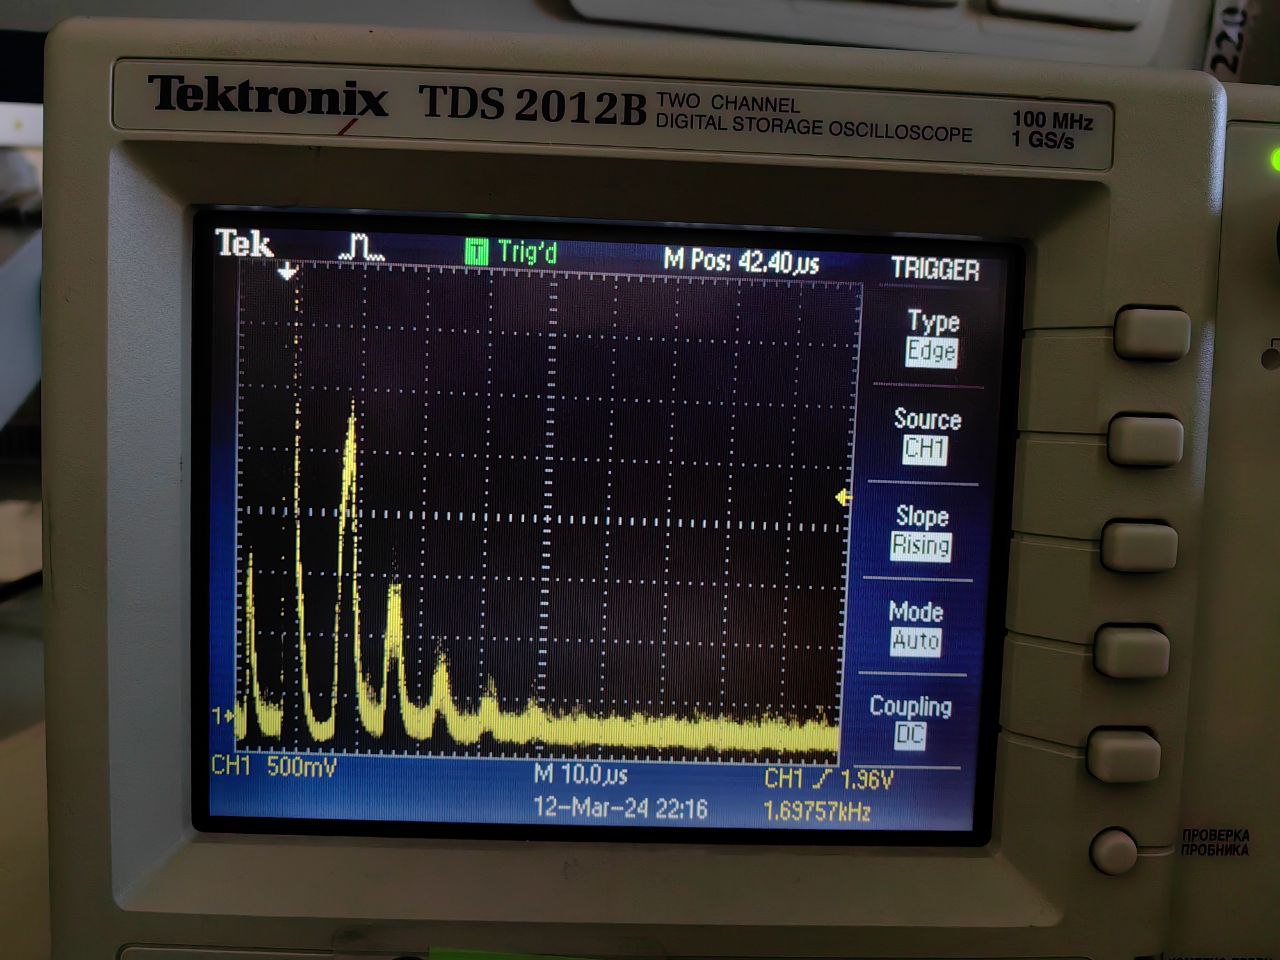 220
Tektronix TDS 2012B TWO CHANNEL
DIGITAL STORAGE OSCILLOSCOPE
100 MHz
1 GS/s
Tek T Trig'd M Pos: 42.40µs TRIGGER
Type
Edge
Source
CH1
Slope
Rising
Mode
Auto
Coupling
DC
1
CH1 500mV M 10.0µs CH1 1.96V
12-Mar-24 22:16 1.69757kHz
ПРОВЕРКА
ПРОБНИКА